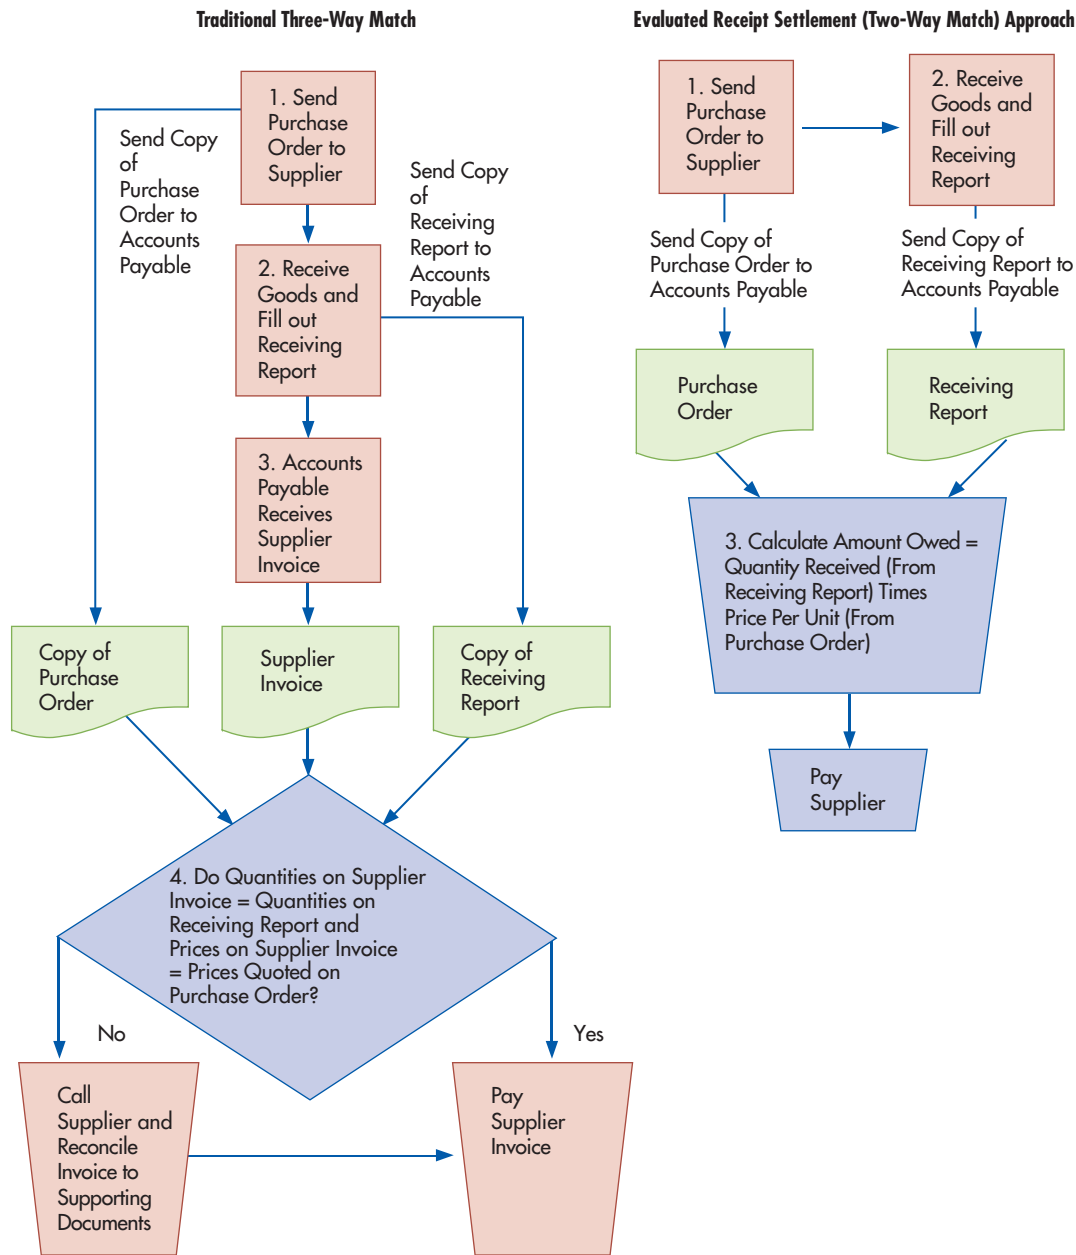 Traditional Three-Way Match
1. Send
Purchase
Order to
Supplier
Send Copy
of
Purchase
Order to
Accounts
Payable
Send Copy
of
Receiving
Report to
Accounts
Payable
2. Receive
Goods and
Fill out
Receiving
Report
3. Accounts
Payable
Receives
Supplier
Invoice
Copy of
Purchase
Order
Supplier
Invoice
Copy of
Receiving
Report
4. Do Quantities on Supplier
Invoice = Quantities on
Receiving Report and
Prices on Supplier Invoice
= Prices Quoted on
Purchase Order?
No
Yes
Call
Supplier and
Reconcile
Invoice to
Supporting
Documents
Pay
Supplier
Invoice
Evaluated Receipt Settlement (Two-Way Match) Approach
1. Send
Purchase
Order to
Supplier
2. Receive
Goods and
Fill out
Receiving
Report
Send Copy of
Purchase Order to
Accounts Payable
Send Copy of
Receiving Report to
Accounts Payable
Purchase
Order
Receiving
Report
3. Calculate Amount Owed =
Quantity Received (From
Receiving Report) Times
Price Per Unit (From
Purchase Order)
Pay
Supplier